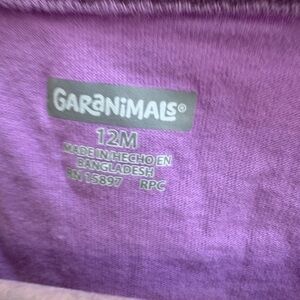 GARANIMALS®
12M
MADE IN/HECHO EN
BANGLADESH
RN 15897 RPC